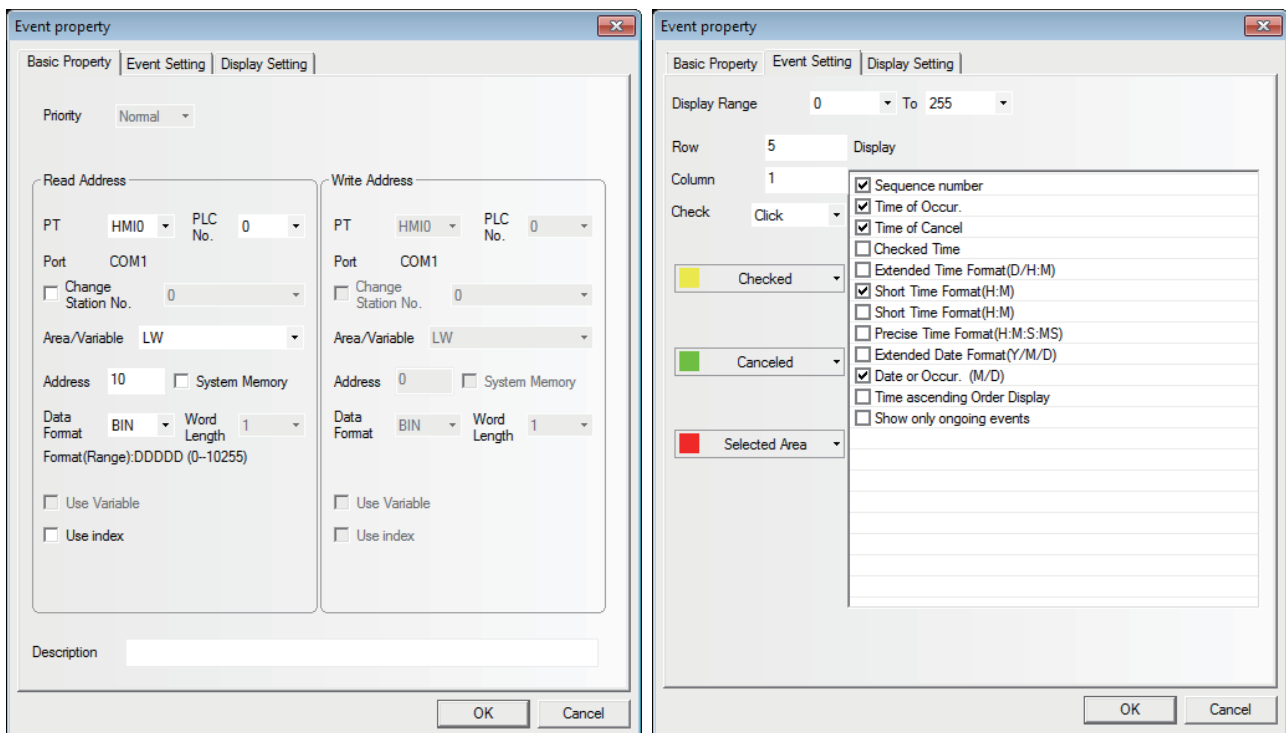 Event property
Basic Property Event Setting Display Setting
Priority Normal
Read Address
PT HMI0 PLC No. 0
Port COM1
Change Station No. 0
Area/Variable LW
Address 10 System Memory
Data Format BIN Word Length 1
Format(Range):DDDDD (0--10255)
Use Variable
Use index
Write Address
PT HMI0 PLC No. 0
Port COM1
Change Station No. 0
Area/Variable LW
Address 0 System Memory
Data Format BIN Word Length 1
Use Variable
Use index
Description
OK Cancel
Event property
Basic Property Event Setting Display Setting
Display Range 0 To 255
Row 5
Column 1
Check Click
Checked
Canceled
Selected Area
Display
Sequence number
Time of Occur.
Time of Cancel
Checked Time
Extended Time Format(D/H:M)
Short Time Format(H:M)
Short Time Format(H:M)
Precise Time Format(H:M:S:MS)
Extended Date Format(Y/M/D)
Date or Occur. (M/D)
Time ascending Order Display
Show only ongoing events
OK Cancel